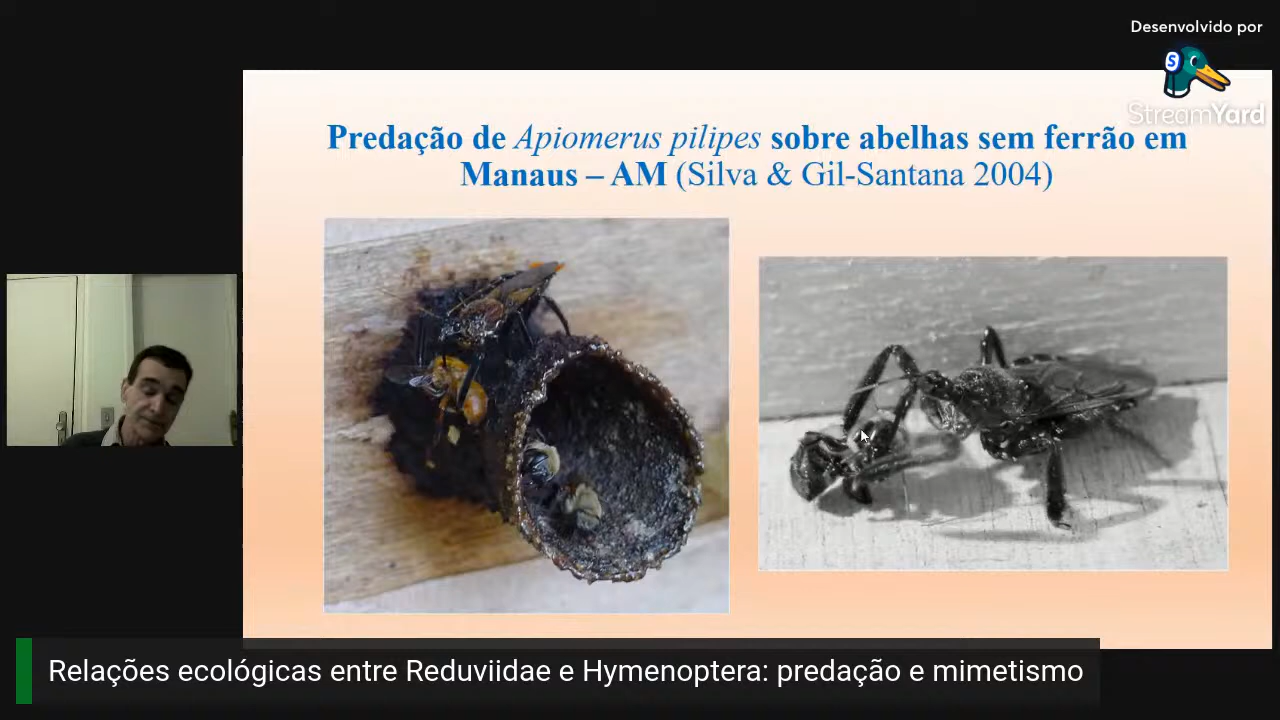 Desenvolvido por
S
StreamYard
Predação de Apiomerus pilipes sobre abelhas sem ferrão em
Manaus – AM (Silva & Gil-Santana 2004)
Relações ecológicas entre Reduviidae e Hymenoptera: predação e mimetismo